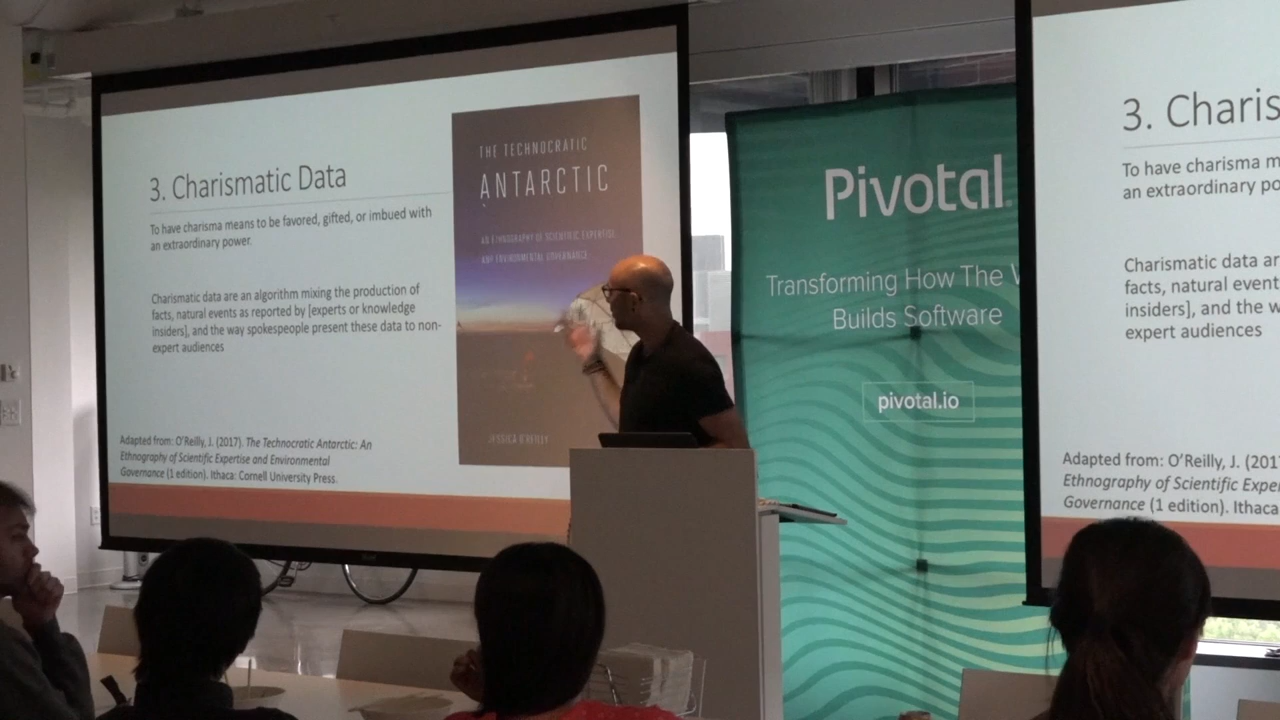 3. Charismatic Data
To have charisma means to be favored, gifted, or imbued with
an extraordinary power.
Charismatic data are an algorithm mixing the production of
facts, natural events as reported by [experts or knowledge
insiders], and the way spokespeople present these data to non-
expert audiences
Adapted from: O'Reilly, J. (2017). The Technocratic Antarctic: An
Ethnography of Scientific Expertise and Environmental
Governance (1 edition). Ithaca: Cornell University Press.
THE TECHNOCRATIC
ANTARCTIC
AN ETHNOGRAPHY OF SCIENTIFIC EXPERTISE
AND ENVIRONMENTAL GOVERNANCE
JESSICA O'REILLY
Pivotal
Transforming How The W
Builds Software
pivotal.io
3. Charis
To have charisma m
an extraordinary po
Charismatic data ar
facts, natural event
insiders], and the w
expert audiences
Adapted from: O'Reilly, J. (201
Ethnography of Scientific Exper
Governance (1 edition). Ithaca